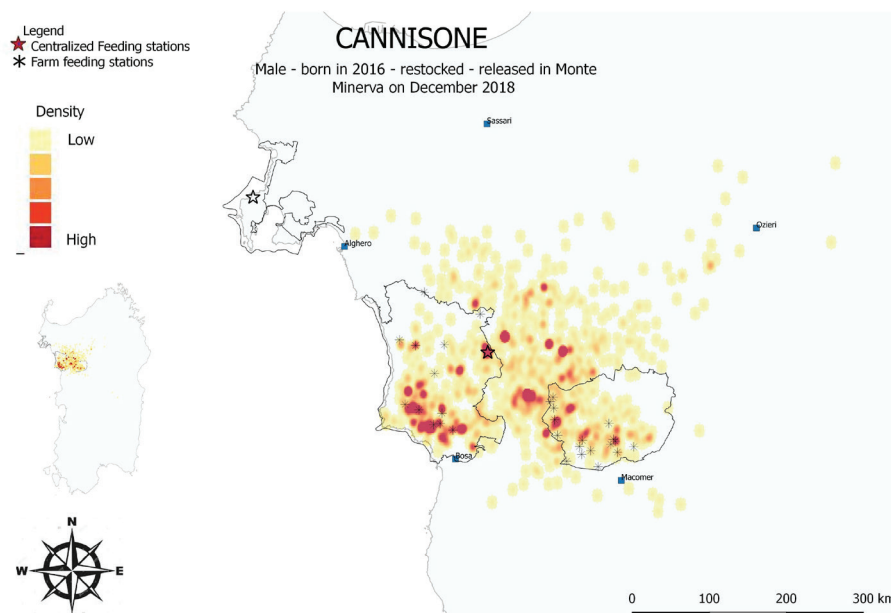 Legend
Centralized Feeding stations
Farm feeding stations
CANNISONE
Male - born in 2016 - restocked - released in Monte
Minerva on December 2018
Density
Low
High
Sassari
Ozieri
Alghero
Bosa
Macomer
N
W
E
S
0 100 200 300 km